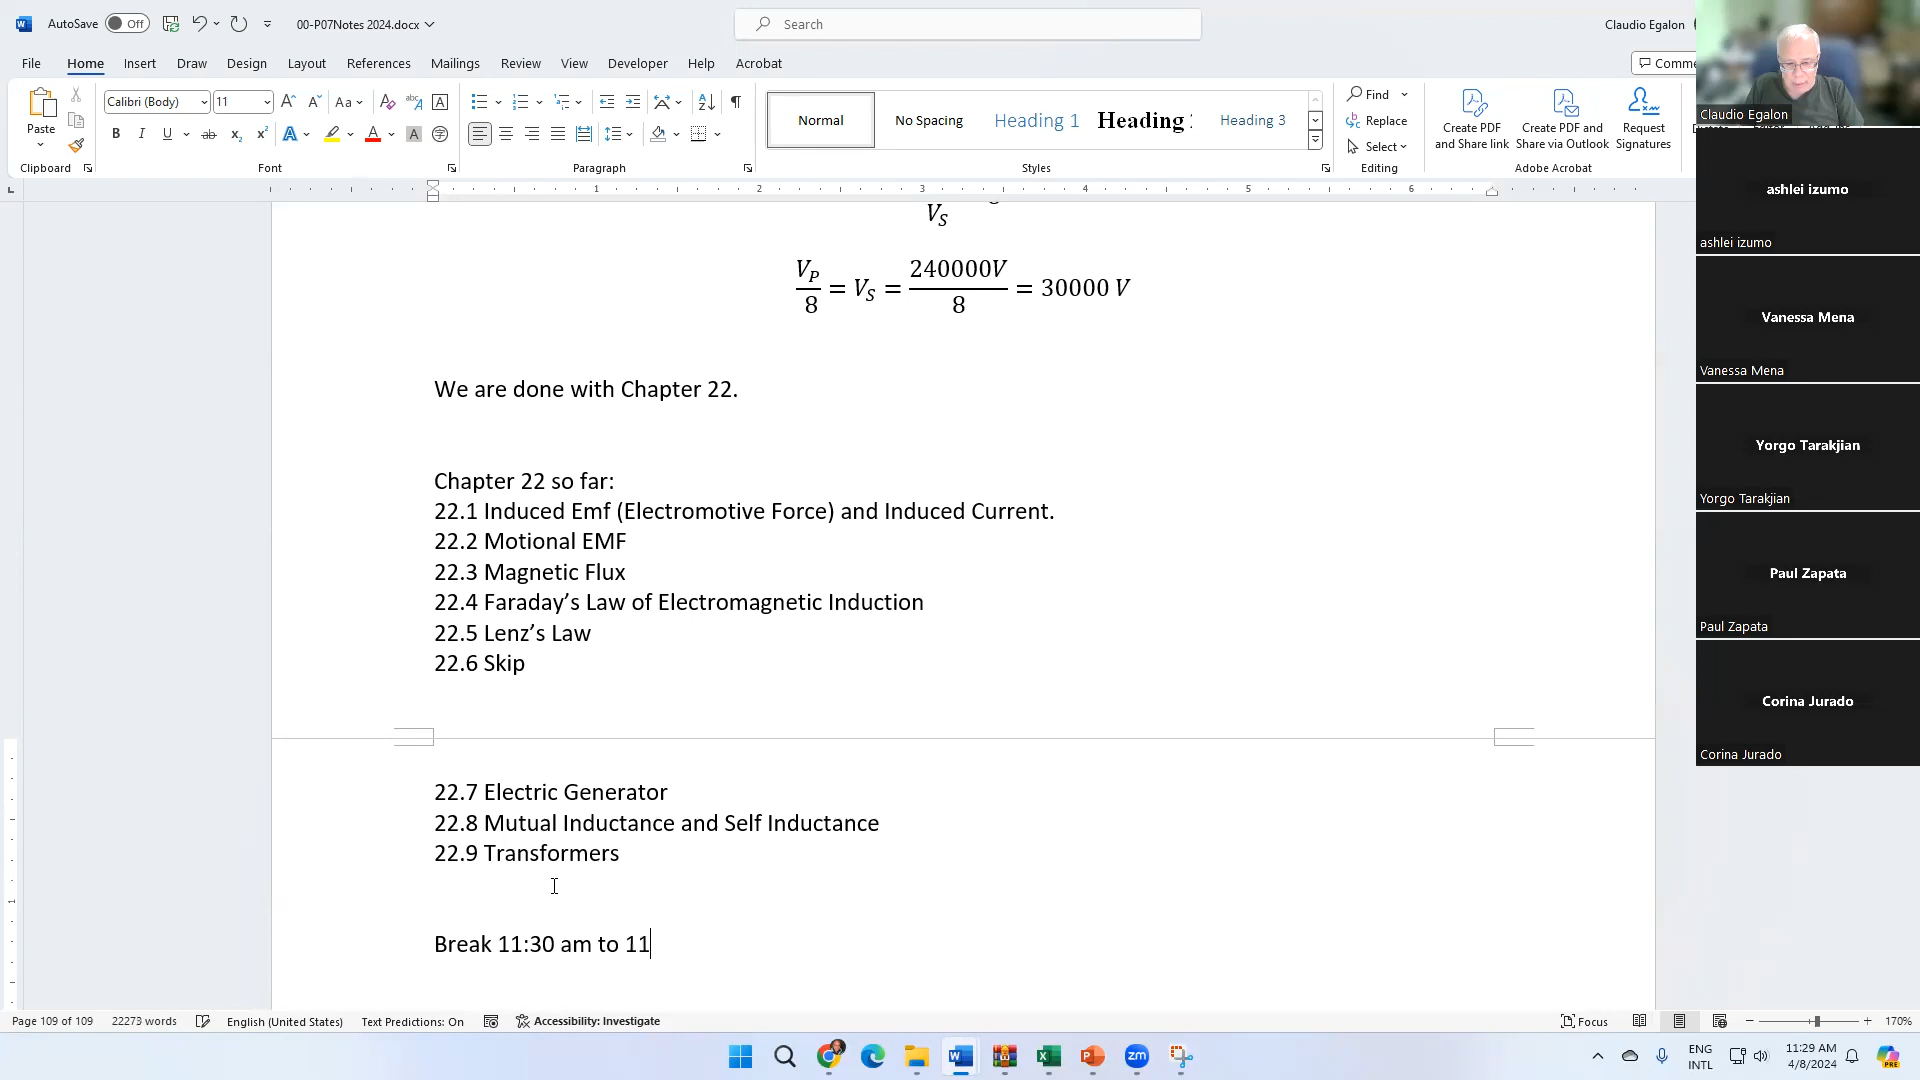 AutoSave Off 00-P07Notes 2024.docx Search Claudio Egalon
File Home Insert Draw Design Layout References Mailings Review View Developer Help Acrobat Comme
Paste Calibri (Body) 11 Aa Normal No Spacing Heading 1 Heading Heading 3 Find Replace Select Create PDF and Share link Create PDF and Share via Outlook Request Signatures
Clipboard Font Paragraph Styles Editing Adobe Acrobat
1 2 3 4 5 6
V_S
V_P/8 = V_S = 240000V/8 = 30000 V
We are done with Chapter 22.
Chapter 22 so far:
22.1 Induced Emf (Electromotive Force) and Induced Current.
22.2 Motional EMF
22.3 Magnetic Flux
22.4 Faraday’s Law of Electromagnetic Induction
22.5 Lenz’s Law
22.6 Skip
22.7 Electric Generator
22.8 Mutual Inductance and Self Inductance
22.9 Transformers
Break 11:30 am to 11
Claudio Egalon
ashlei izumo
ashlei izumo
Vanessa Mena
Vanessa Mena
Yorgo Tarakjian
Yorgo Tarakjian
Paul Zapata
Paul Zapata
Corina Jurado
Corina Jurado
Page 109 of 109 22273 words English (United States) Text Predictions: On Accessibility: Investigate Focus 170%
ENG
INTL
11:29 AM
4/8/2024